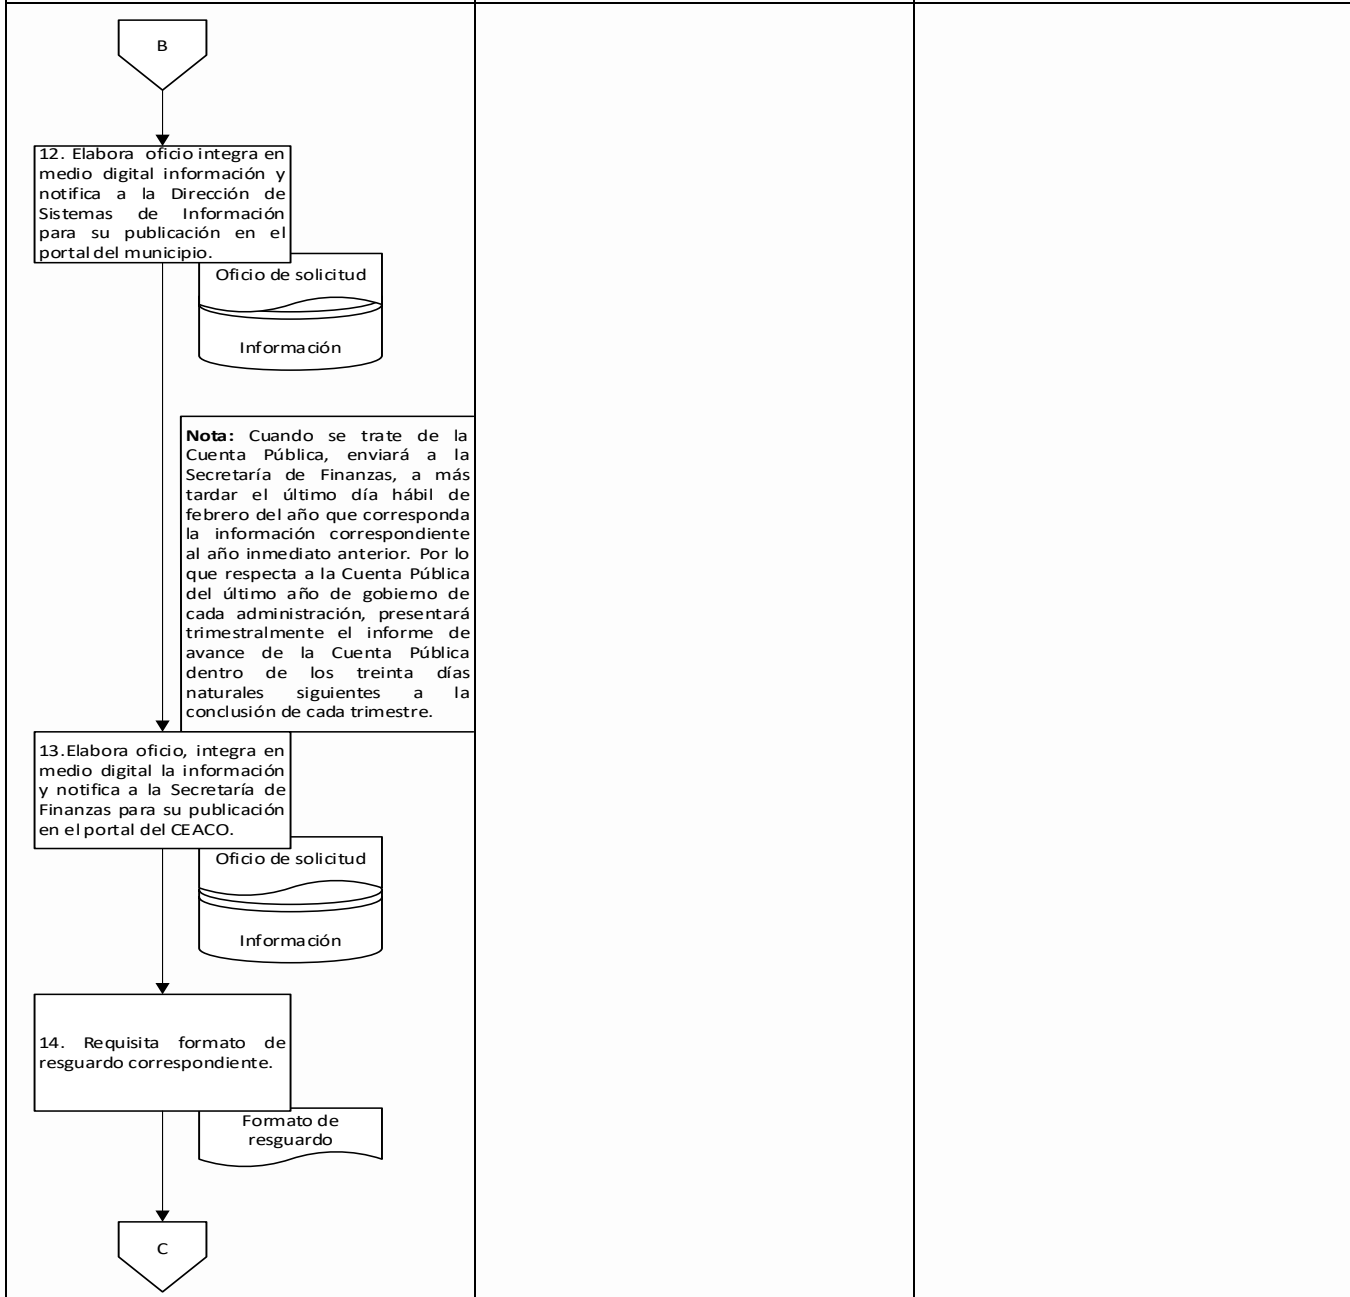 B
12. Elabora oficio integra en
medio digital información y
notifica a la Dirección de
Sistemas de Información
para su publicación en el
portal del municipio.
Oficio de solicitud
Información
Nota: Cuando se trate de la
Cuenta Pública, enviará a la
Secretaría de Finanzas, a más
tardar el último día hábil de
febrero del año que corresponda
la información correspondiente
al año inmediato anterior. Por lo
que respecta a la Cuenta Pública
del último año de gobierno de
cada administración, presentará
trimestralmente el informe de
avance de la Cuenta Pública
dentro de los treinta días
naturales siguientes a la
conclusión de cada trimestre.
13.Elabora oficio, integra en
medio digital la información
y notifica a la Secretaría de
Finanzas para su publicación
en el portal del CEACO.
Oficio de solicitud
Información
14. Requisita formato de
resguardo correspondiente.
Formato de
resguardo
C